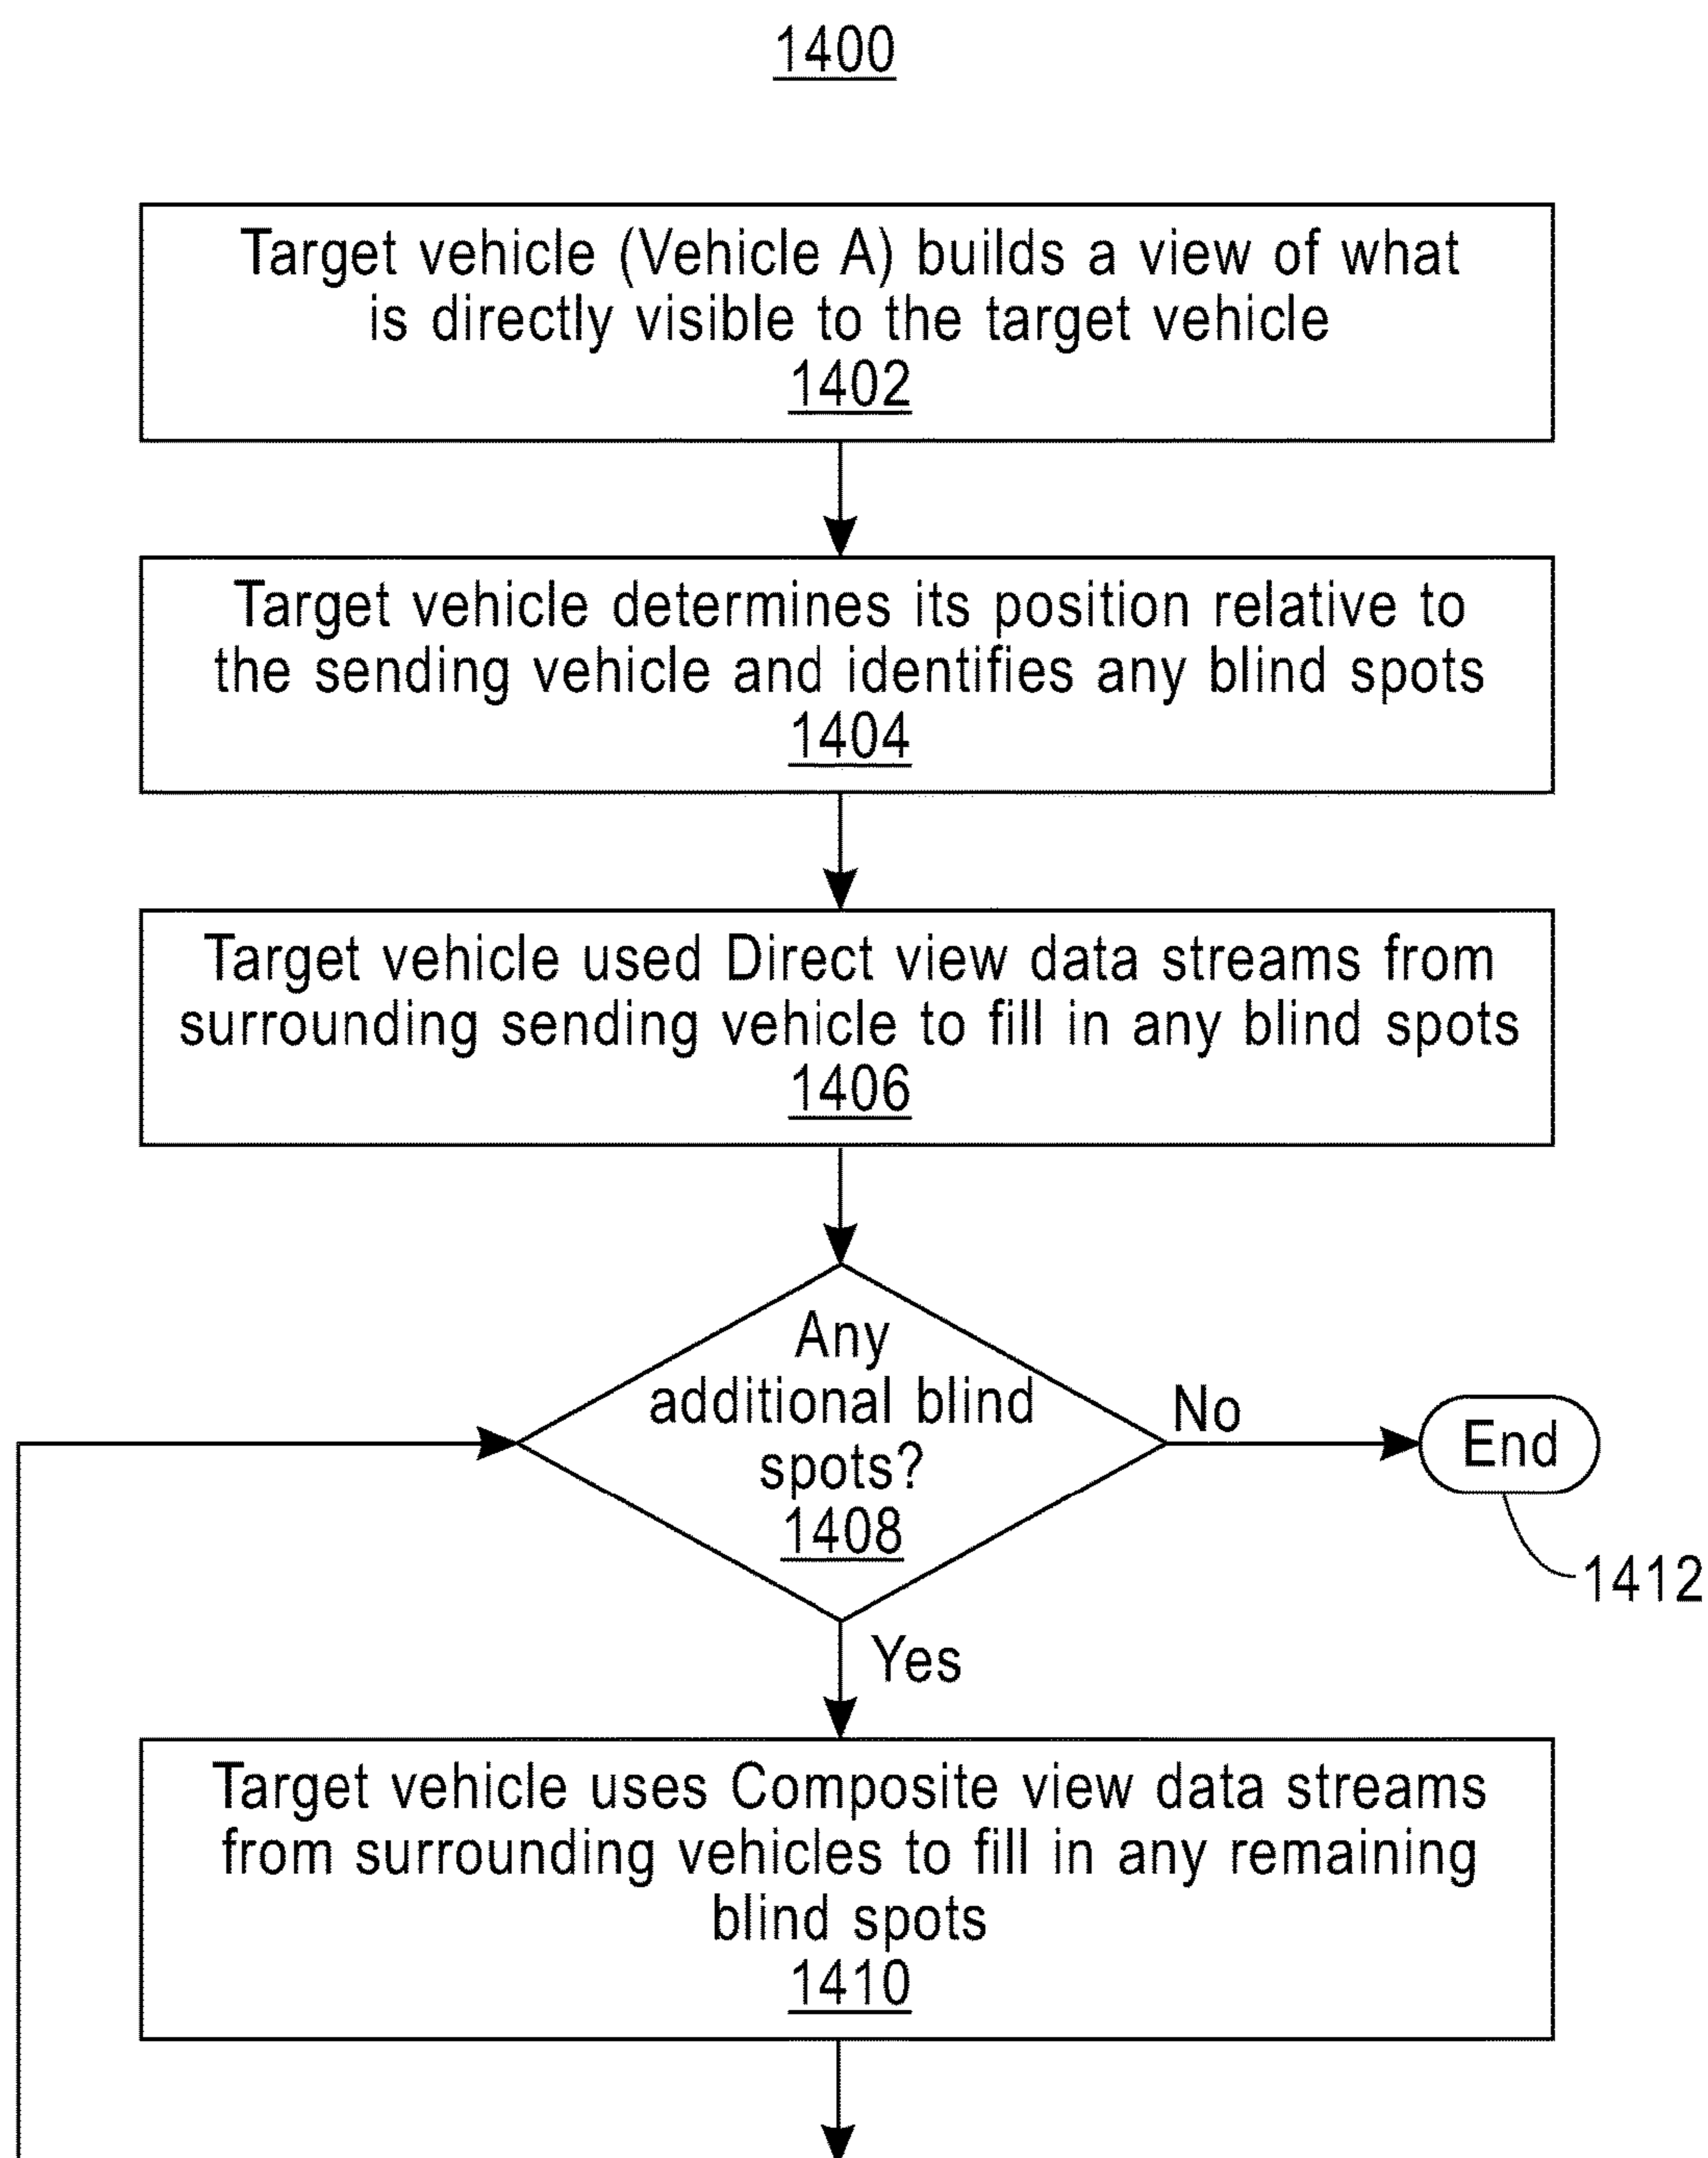 1400
Target vehicle (Vehicle A) builds a view of what
is directly visible to the target vehicle
1402
Target vehicle determines its position relative to
the sending vehicle and identifies any blind spots
1404
Target vehicle used Direct view data streams from
surrounding sending vehicle to fill in any blind spots
1406
Any
additional blind
spots?
1408
No
End
1412
Yes
Target vehicle uses Composite view data streams
from surrounding vehicles to fill in any remaining
blind spots
1410